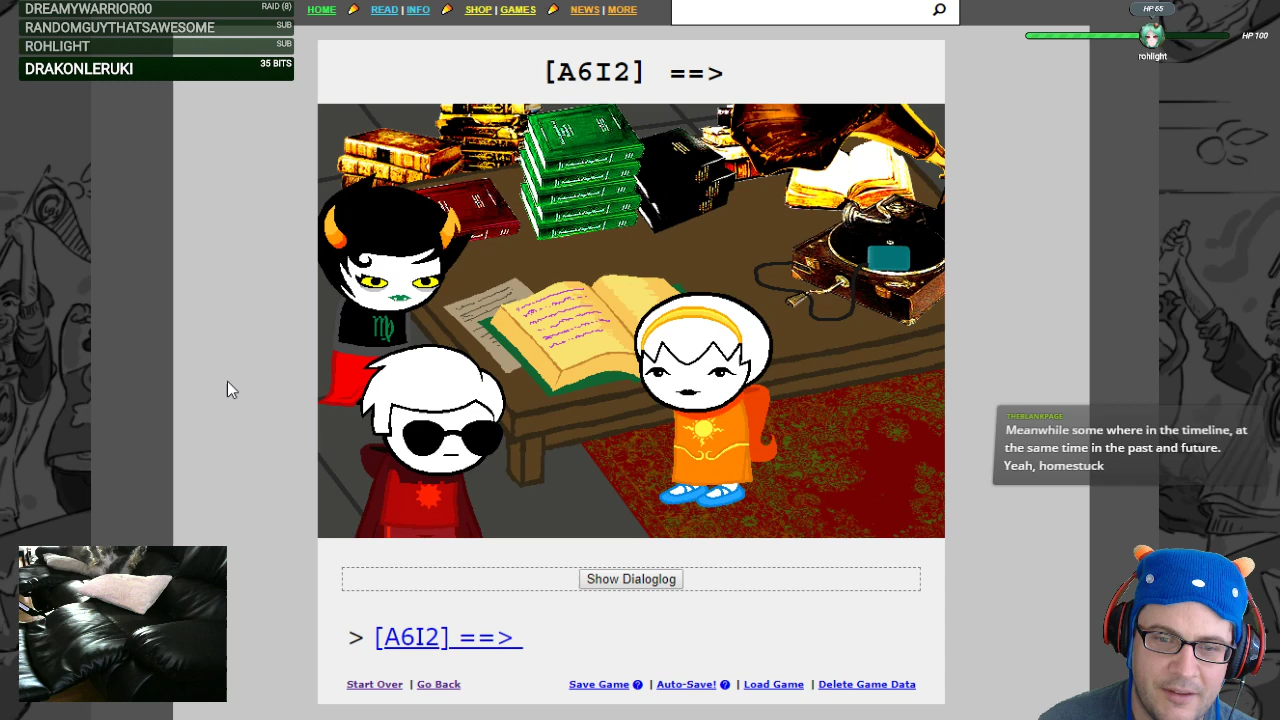 DREAMYWARRIOR00 RAID (8)
RANDOMGUYTHATSAWESOME SUB
ROHLIGHT SUB
DRAKONLERUKI 35 BITS
HOME READ | INFO SHOP | GAMES NEWS | MORE
HP 65
HP 100
rohlight
[A6I2] ==>
THEBLANKPAGE
Meanwhile some where in the timeline, at
the same time in the past and future.
Yeah, homestuck
Show Dialoglog
> [A6I2] ==>
Start Over | Go Back Save Game ? | Auto-Save! ? | Load Game | Delete Game Data